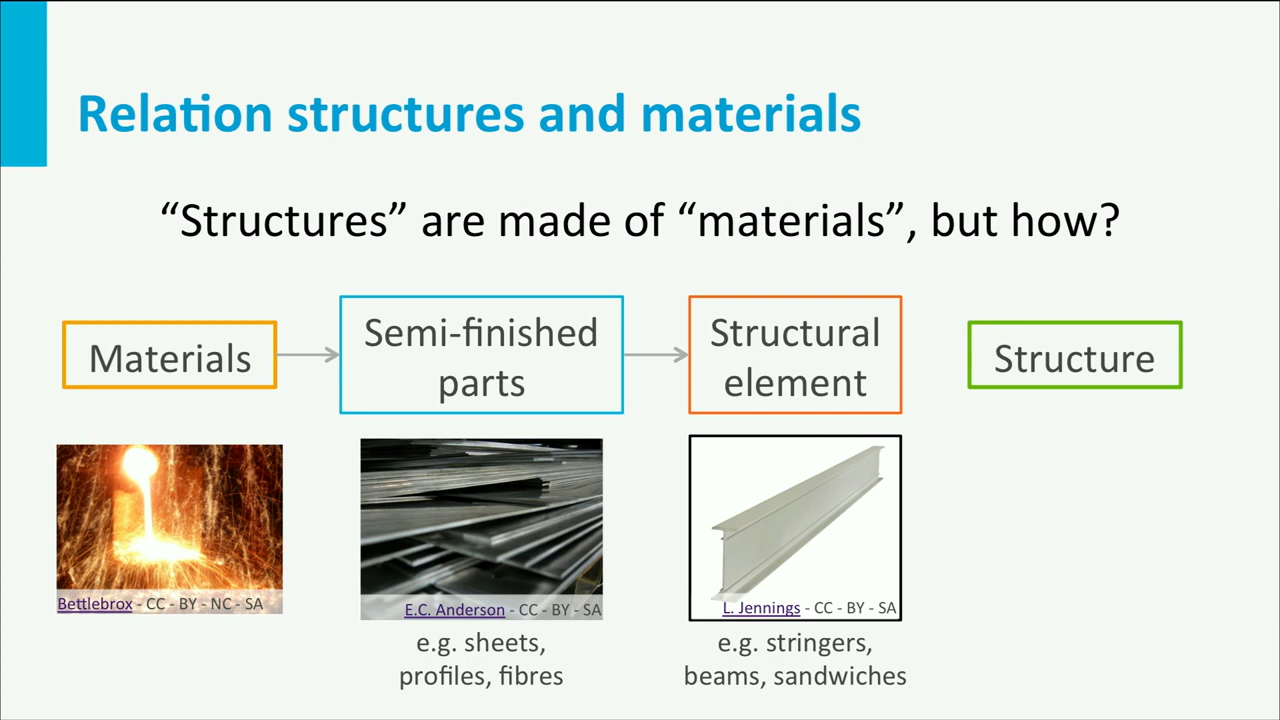 Relation structures and materials
“Structures” are made of “materials”, but how?
Materials
Semi-finished
parts
Structural
element
Structure
Bettlebrox - CC - BY - NC - SA
E.C. Anderson - CC - BY - SA
L. Jennings - CC - BY - SA
e.g. sheets,
profiles, fibres
e.g. stringers,
beams, sandwiches